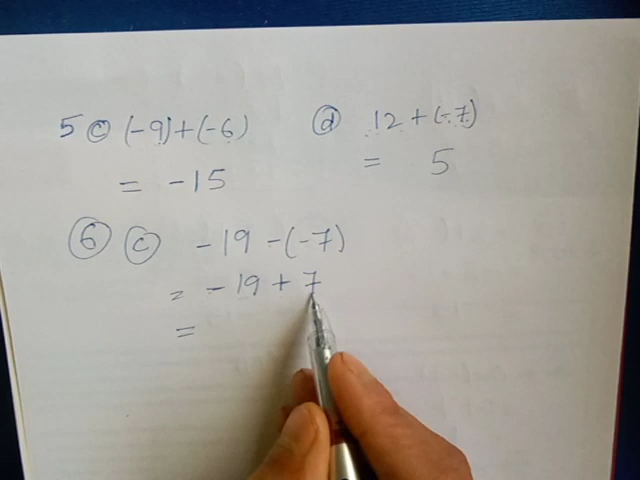 5 ⓒ (-9)+(-6)
= -15
ⓓ 12 + (-7)
= 5
⑥ ⓒ -19 -(-7)
= -19 + 7
=